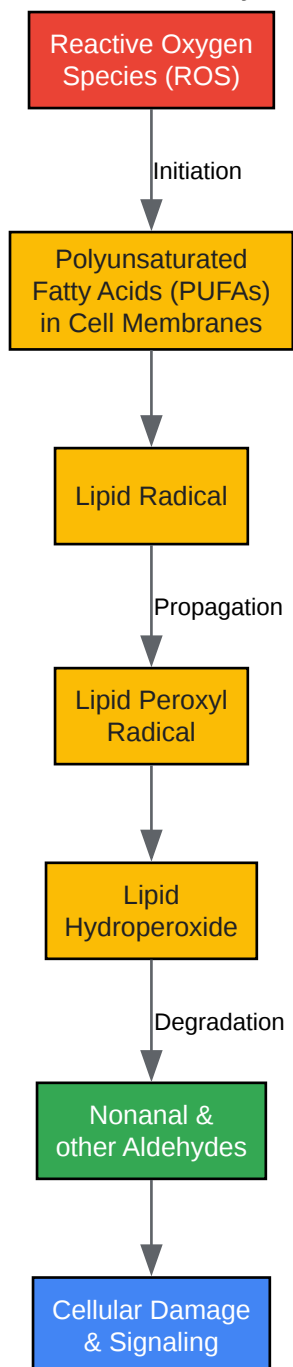 Reactive Oxygen
Species (ROS)
Initiation
Polyunsaturated
Fatty Acids (PUFAs)
in Cell Membranes
Lipid Radical
Propagation
Lipid Peroxyl
Radical
Lipid
Hydroperoxide
Degradation
Nonanal &
other Aldehydes
Cellular Damage
& Signaling